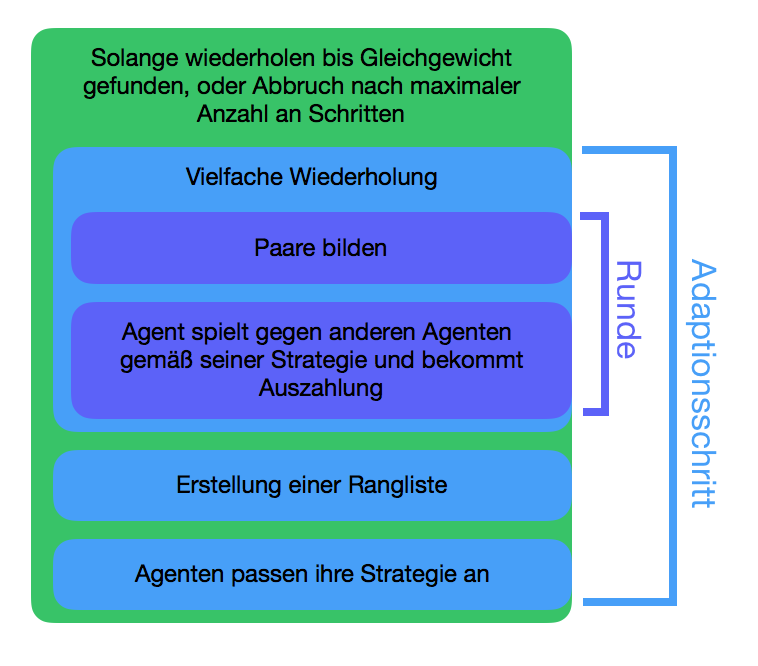 Solange wiederholen bis Gleichgewicht
gefunden, oder Abbruch nach maximaler
Anzahl an Schritten
Vielfache Wiederholung
Paare bilden
Agent spielt gegen anderen Agenten
gemäß seiner Strategie und bekommt
Auszahlung
Runde
Erstellung einer Rangliste
Agenten passen ihre Strategie an
Adaptionsschritt